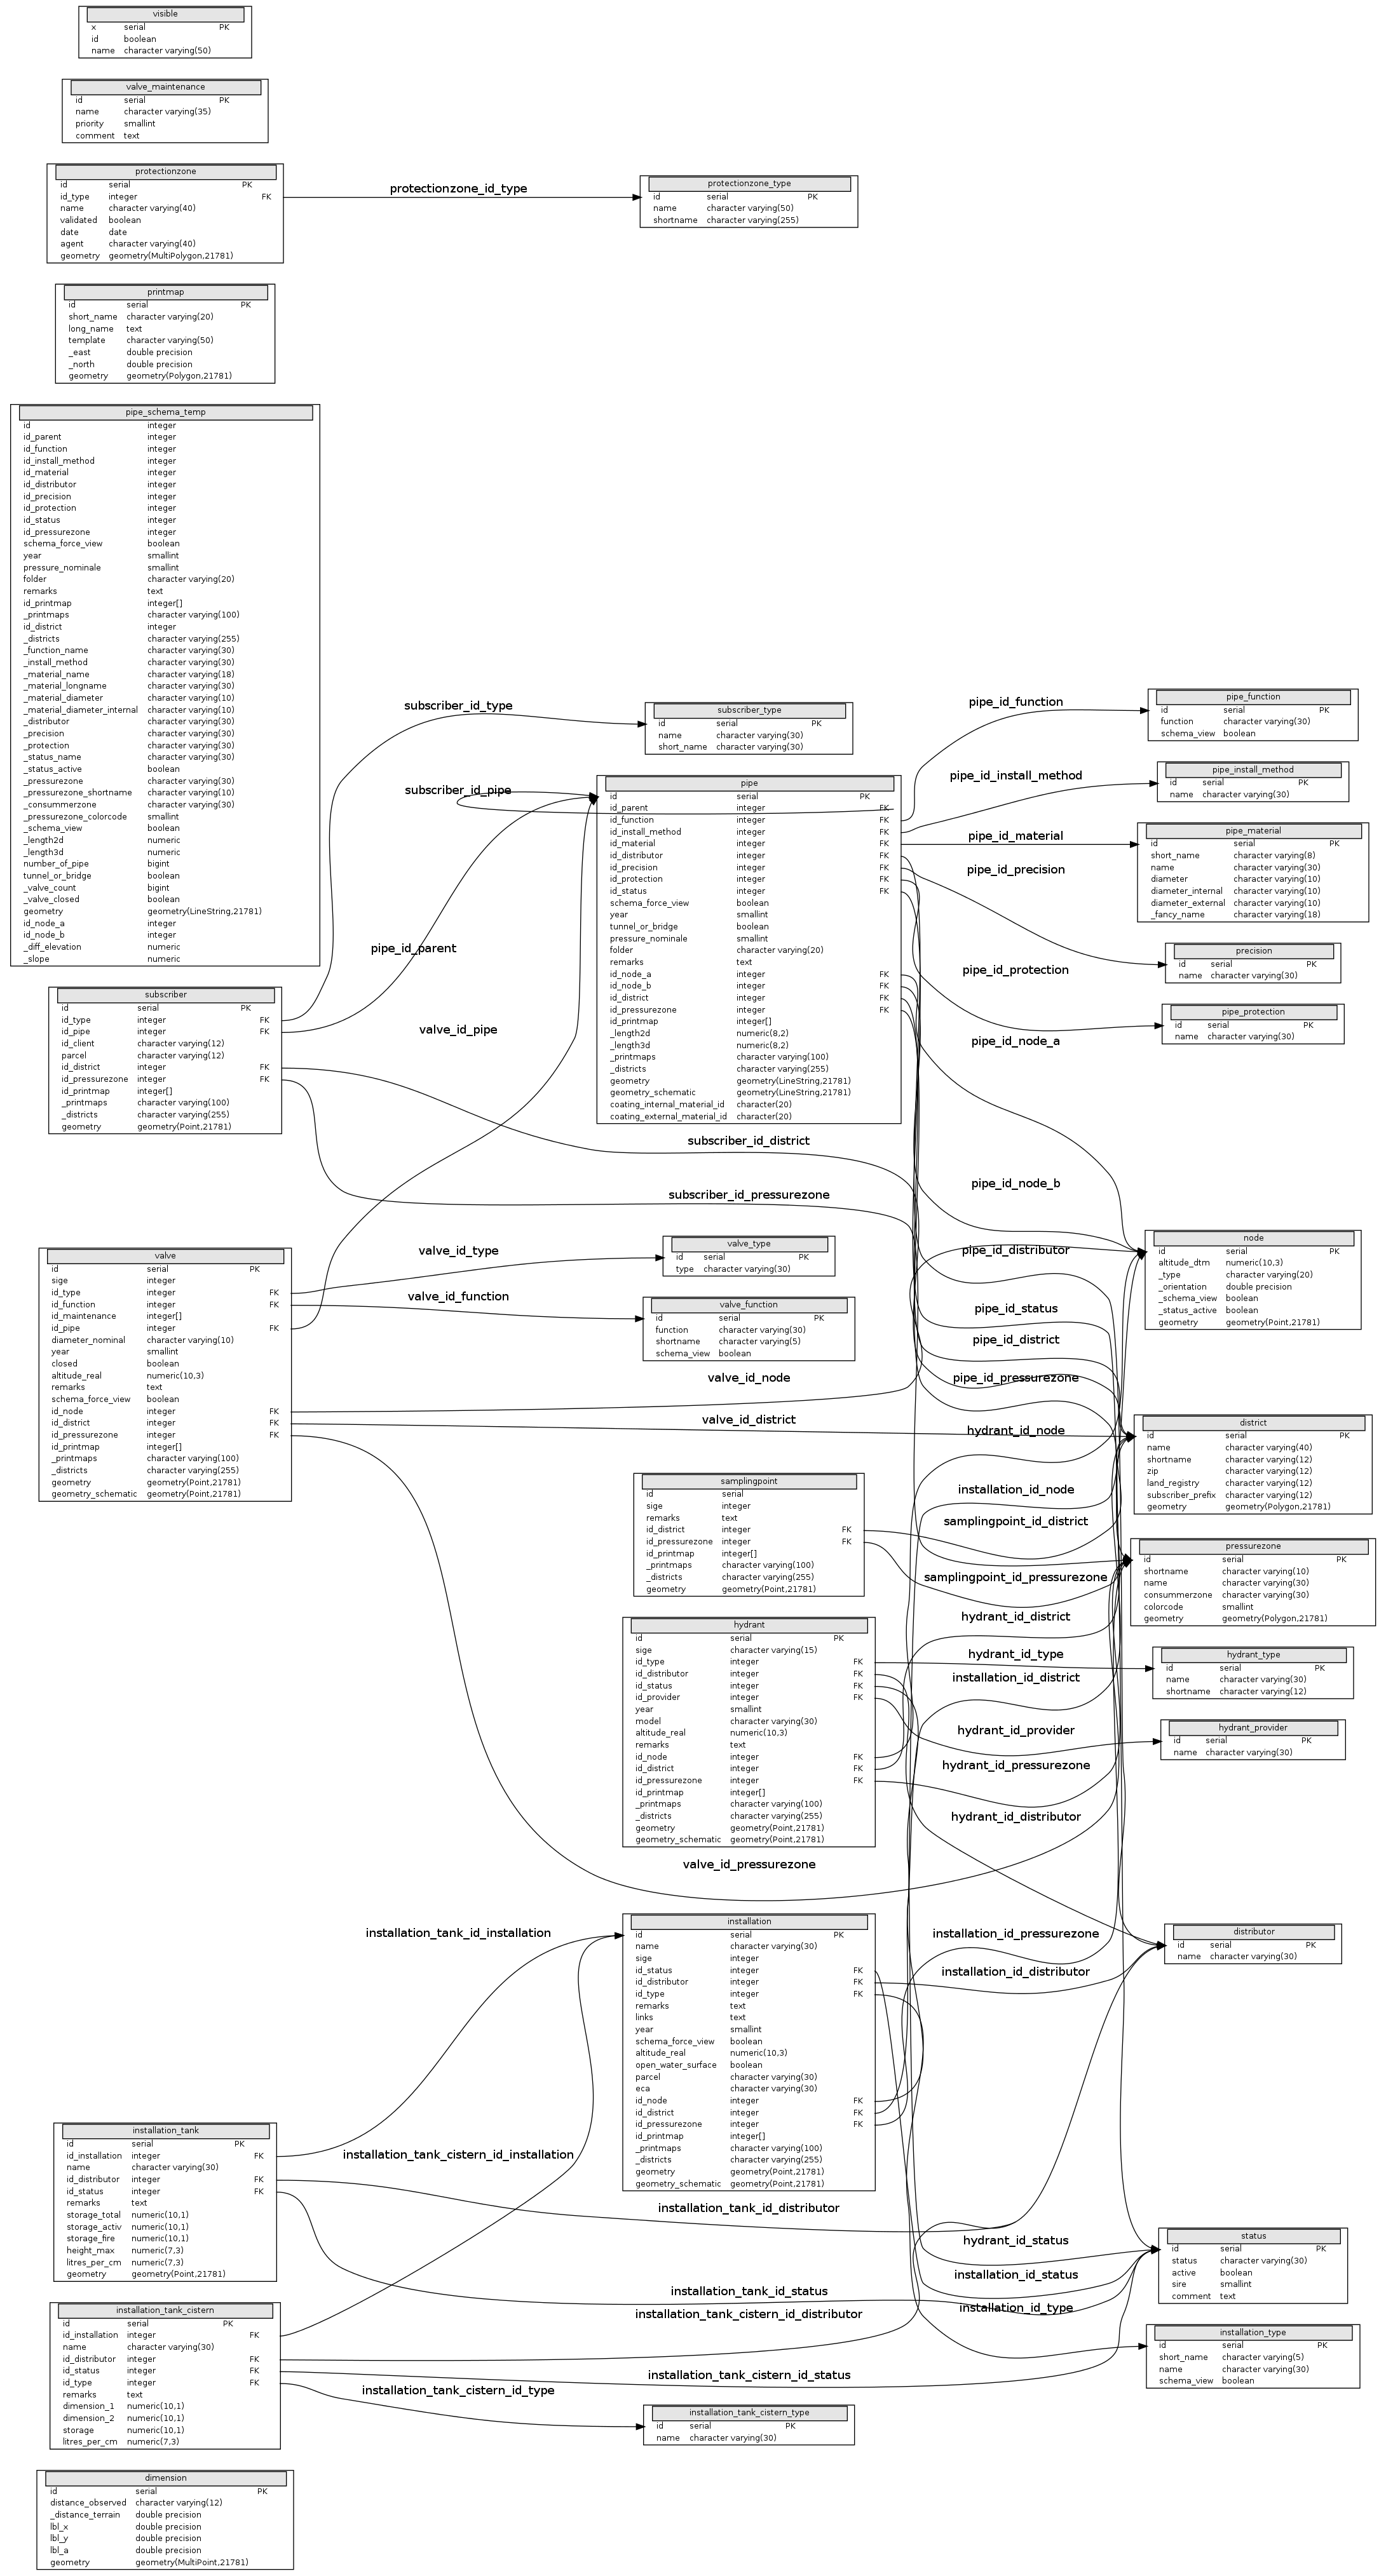 visible
x serial PK
id boolean
name character varying(50)
valve_maintenance
id serial PK
name character varying(35)
priority smallint
comment text
protectionzone
id serial PK
id_type integer FK
name character varying(40)
validated boolean
date date
agent character varying(40)
geometry geometry(MultiPolygon,21781)
protectionzone_id_type
protectionzone_type
id serial PK
name character varying(50)
shortname character varying(255)
printmap
id serial PK
short_name character varying(20)
long_name text
template character varying(50)
_east double precision
_north double precision
geometry geometry(Polygon,21781)
pipe_schema_temp
id integer
id_parent integer
id_function integer
id_install_method integer
id_material integer
id_distributor integer
id_precision integer
id_protection integer
id_status integer
id_pressurezone integer
schema_force_view boolean
year smallint
pressure_nominale smallint
folder character varying(20)
remarks text
id_printmap integer[]
_printmaps character varying(100)
id_district integer
_districts character varying(255)
_function_name character varying(30)
_install_method character varying(30)
_material_name character varying(18)
_material_longname character varying(30)
_material_diameter character varying(10)
_material_diameter_internal character varying(10)
_distributor character varying(30)
_precision character varying(30)
_protection character varying(30)
_status_name character varying(30)
_status_active boolean
_pressurezone character varying(30)
_pressurezone_shortname character varying(10)
_consummerzone character varying(30)
_pressurezone_colorcode smallint
_schema_view boolean
_length2d numeric
_length3d numeric
number_of_pipe bigint
tunnel_or_bridge boolean
_valve_count bigint
_valve_closed boolean
geometry geometry(LineString,21781)
id_node_a integer
id_node_b integer
_diff_elevation numeric
_slope numeric
subscriber
id serial PK
id_type integer FK
id_pipe integer FK
id_client character varying(12)
parcel character varying(12)
id_district integer FK
id_pressurezone integer FK
id_printmap integer[]
_printmaps character varying(100)
_districts character varying(255)
geometry geometry(Point,21781)
valve
id serial PK
sige integer
id_type integer FK
id_function integer FK
id_maintenance integer[]
id_pipe integer FK
diameter_nominal character varying(10)
year smallint
closed boolean
altitude_real numeric(10,3)
remarks text
schema_force_view boolean
id_node integer FK
id_district integer FK
id_pressurezone integer FK
id_printmap integer[]
_printmaps character varying(100)
_districts character varying(255)
geometry geometry(Point,21781)
geometry_schematic geometry(Point,21781)
installation_tank
id serial PK
id_installation integer FK
name character varying(30)
id_distributor integer FK
id_status integer FK
remarks text
storage_total numeric(10,1)
storage_activ numeric(10,1)
storage_fire numeric(10,1)
height_max numeric(7,3)
litres_per_cm numeric(7,3)
geometry geometry(Point,21781)
installation_tank_cistern
id serial PK
id_installation integer FK
name character varying(30)
id_distributor integer FK
id_status integer FK
id_type integer FK
remarks text
dimension_1 numeric(10,1)
dimension_2 numeric(10,1)
storage numeric(10,1)
litres_per_cm numeric(7,3)
dimension
id serial PK
distance_observed character varying(12)
_distance_terrain double precision
lbl_x double precision
lbl_y double precision
lbl_a double precision
geometry geometry(MultiPoint,21781)
subscriber_id_type
subscriber_id_pipe
pipe_id_parent
valve_id_pipe
subscriber_id_district
subscriber_id_pressurezone
valve_id_type
valve_id_function
valve_id_node
valve_id_district
valve_id_pressurezone
installation_tank_id_installation
installation_tank_cistern_id_installation
installation_tank_id_distributor
installation_tank_id_status
installation_tank_cistern_id_distributor
installation_tank_cistern_id_status
installation_tank_cistern_id_type
subscriber_type
id serial PK
name character varying(30)
short_name character varying(30)
pipe
id serial PK
id_parent integer FK
id_function integer FK
id_install_method integer FK
id_material integer FK
id_distributor integer FK
id_precision integer FK
id_protection integer FK
id_status integer FK
schema_force_view boolean
year smallint
tunnel_or_bridge boolean
pressure_nominale smallint
folder character varying(20)
remarks text
id_node_a integer FK
id_node_b integer FK
id_district integer FK
id_pressurezone integer FK
id_printmap integer[]
_length2d numeric(8,2)
_length3d numeric(8,2)
_printmaps character varying(100)
_districts character varying(255)
geometry geometry(LineString,21781)
geometry_schematic geometry(LineString,21781)
coating_internal_material_id character(20)
coating_external_material_id character(20)
valve_type
id serial PK
type character varying(30)
valve_function
id serial PK
function character varying(30)
shortname character varying(5)
schema_view boolean
samplingpoint
id serial
sige integer
remarks text
id_district integer FK
id_pressurezone integer FK
id_printmap integer[]
_printmaps character varying(100)
_districts character varying(255)
geometry geometry(Point,21781)
hydrant
id serial PK
sige character varying(15)
id_type integer FK
id_distributor integer FK
id_status integer FK
id_provider integer FK
year smallint
model character varying(30)
altitude_real numeric(10,3)
remarks text
id_node integer FK
id_district integer FK
id_pressurezone integer FK
id_printmap integer[]
_printmaps character varying(100)
_districts character varying(255)
geometry geometry(Point,21781)
geometry_schematic geometry(Point,21781)
installation
id serial PK
name character varying(30)
sige integer
id_status integer FK
id_distributor integer FK
id_type integer FK
remarks text
links text
year smallint
schema_force_view boolean
altitude_real numeric(10,3)
open_water_surface boolean
parcel character varying(30)
eca character varying(30)
id_node integer FK
id_district integer FK
id_pressurezone integer FK
id_printmap integer[]
_printmaps character varying(100)
_districts character varying(255)
geometry geometry(Point,21781)
geometry_schematic geometry(Point,21781)
installation_tank_cistern_type
id serial PK
name character varying(30)
pipe_id_function
pipe_id_install_method
pipe_id_material
pipe_id_precision
pipe_id_protection
pipe_id_node_a
pipe_id_node_b
pipe_id_distributor
pipe_id_status
pipe_id_district
pipe_id_pressurezone
hydrant_id_node
installation_id_node
samplingpoint_id_district
samplingpoint_id_pressurezone
hydrant_id_district
hydrant_id_type
installation_id_district
hydrant_id_provider
hydrant_id_pressurezone
hydrant_id_distributor
installation_id_pressurezone
installation_id_distributor
hydrant_id_status
installation_id_status
installation_id_type
pipe_function
id serial PK
function character varying(30)
schema_view boolean
pipe_install_method
id serial PK
name character varying(30)
pipe_material
id serial PK
short_name character varying(8)
name character varying(30)
diameter character varying(10)
diameter_internal character varying(10)
diameter_external character varying(10)
_fancy_name character varying(18)
precision
id serial PK
name character varying(30)
pipe_protection
id serial PK
name character varying(30)
node
id serial PK
altitude_dtm numeric(10,3)
_type character varying(20)
_orientation double precision
_schema_view boolean
_status_active boolean
geometry geometry(Point,21781)
district
id serial PK
name character varying(40)
shortname character varying(12)
zip character varying(12)
land_registry character varying(12)
subscriber_prefix character varying(12)
geometry geometry(Polygon,21781)
pressurezone
id serial PK
shortname character varying(10)
name character varying(30)
consummerzone character varying(30)
colorcode smallint
geometry geometry(Polygon,21781)
hydrant_type
id serial PK
name character varying(30)
shortname character varying(12)
hydrant_provider
id serial PK
name character varying(30)
distributor
id serial PK
name character varying(30)
status
id serial PK
status character varying(30)
active boolean
sire smallint
comment text
installation_type
id serial PK
short_name character varying(5)
name character varying(30)
schema_view boolean